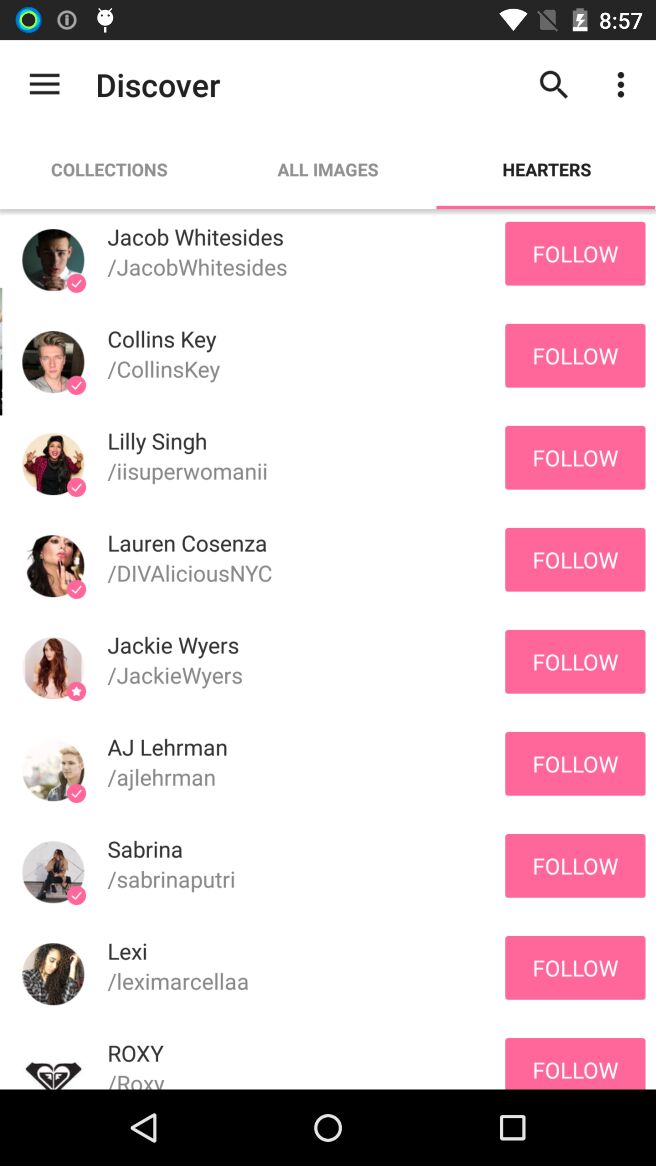 8:57
Discover
COLLECTIONS
ALL IMAGES
HEARTERS
Jacob Whitesides
/JacobWhitesides
FOLLOW
Collins Key
/CollinsKey
FOLLOW
Lilly Singh
/iisuperwomanii
FOLLOW
Lauren Cosenza
/DIVAliciousNYC
FOLLOW
Jackie Wyers
/JackieWyers
FOLLOW
AJ Lehrman
/ajlehrman
FOLLOW
Sabrina
/sabrinaputri
FOLLOW
Lexi
/leximarcellaa
FOLLOW
ROXY
/Roxy
FOLLOW